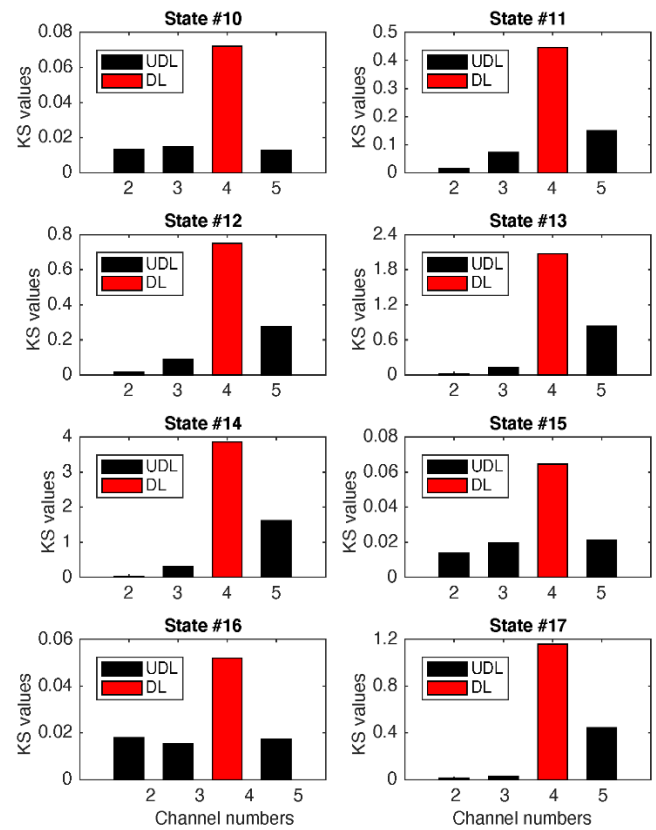 State #10
KS values
0.08
0.06
0.04
0.02
0
UDL
DL
2 3 4 5
State #11
KS values
0.5
0.4
0.3
0.2
0.1
0
UDL
DL
2 3 4 5
State #12
KS values
0.8
0.6
0.4
0.2
0
UDL
DL
2 3 4 5
State #13
KS values
2.4
1.8
1.2
0.6
0
UDL
DL
2 3 4 5
State #14
KS values
4
3
2
1
0
UDL
DL
2 3 4 5
State #15
KS values
0.08
0.06
0.04
0.02
0
UDL
DL
2 3 4 5
State #16
KS values
0.06
0.04
0.02
0
UDL
DL
2 3 4 5
Channel numbers
State #17
KS values
1.2
0.8
0.4
0
UDL
DL
2 3 4 5
Channel numbers